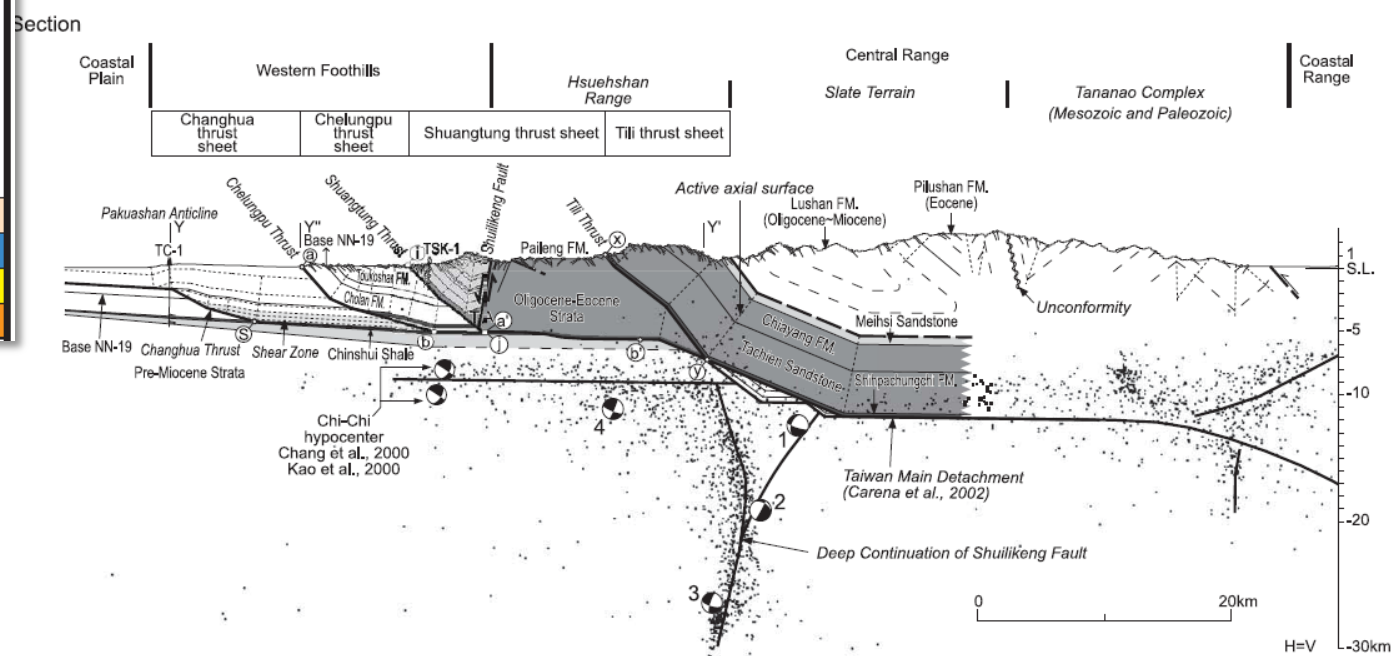 Section
Coastal
Plain
Western Foothills
Hsuehshan
Range
Central Range
Slate Terrain
Tananao Complex
(Mesozoic and Paleozoic)
Coastal
Range
Changhua
thrust
sheet
Chelungpu
thrust
sheet
Shuangtung thrust sheet
Tili thrust sheet
Pakuashan Anticline
Y
TC-1
Chelungpu Thrust
Y"
Base NN-19
a
Shuangtung Thrust
i
TSK-1
Shuilikeng Fault
Paileng FM.
Tili Thrust
x
Active axial surface
Y'
Lushan FM.
(Oligocene~Miocene)
Pilushan FM.
(Eocene)
Unconformity
Toukoshan FM.
Cholan FM.
Oligocene-Eocene
Strata
T
A
a'
Chiayang FM.
Tachien Sandstone
Meihsi Sandstone
Shihpachungchi FM.
Base NN-19
Changhua Thrust
S
Shear Zone
Chinshui Shale
b
j
b'
y
Pre-Miocene Strata
Chi-Chi
hypocenter
Chang et al., 2000
Kao et al., 2000
4
1
2
3
Taiwan Main Detachment
(Carena et al., 2002)
Deep Continuation of Shuilikeng Fault
0
20km
H=V
1
S.L.
-5
-10
-20
-30km